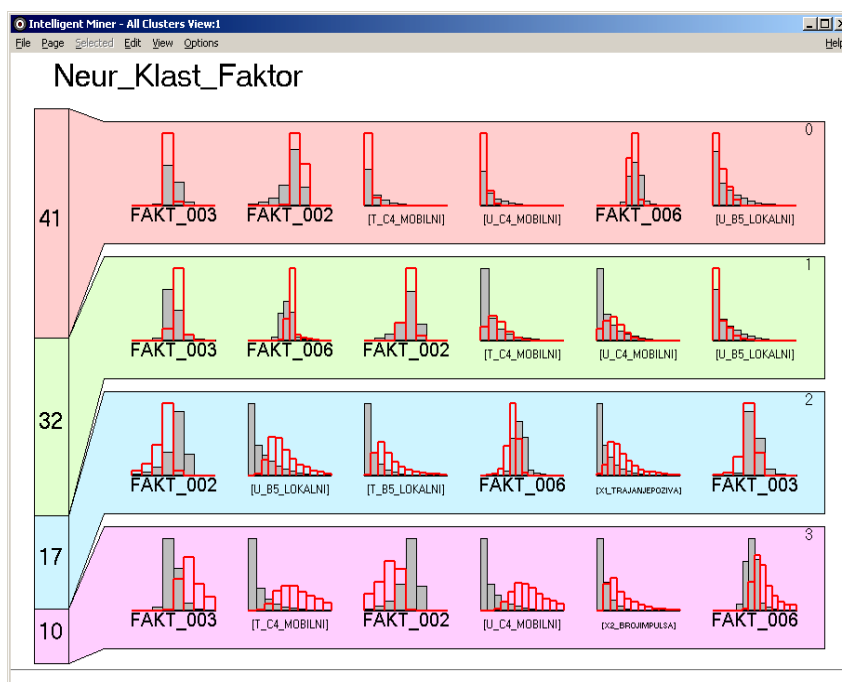 Intelligent Miner - All Clusters View:1
File Page Selected Edit View Options Help
Neur_Klast_Faktor
0
41
FAKT_003 FAKT_002 [T_C4_MOBILNI] [U_C4_MOBILNI] FAKT_006 [U_B5_LOKALNI]
1
32
FAKT_003 FAKT_006 FAKT_002 [T_C4_MOBILNI] [U_C4_MOBILNI] [U_B5_LOKALNI]
2
17
FAKT_002 [U_B5_LOKALNI] [T_B5_LOKALNI] FAKT_006 [X1_TRAJANJEPOZIVA] FAKT_003
3
10
FAKT_003 [T_C4_MOBILNI] FAKT_002 [U_C4_MOBILNI] [X2_BROJIMPULSA] FAKT_006